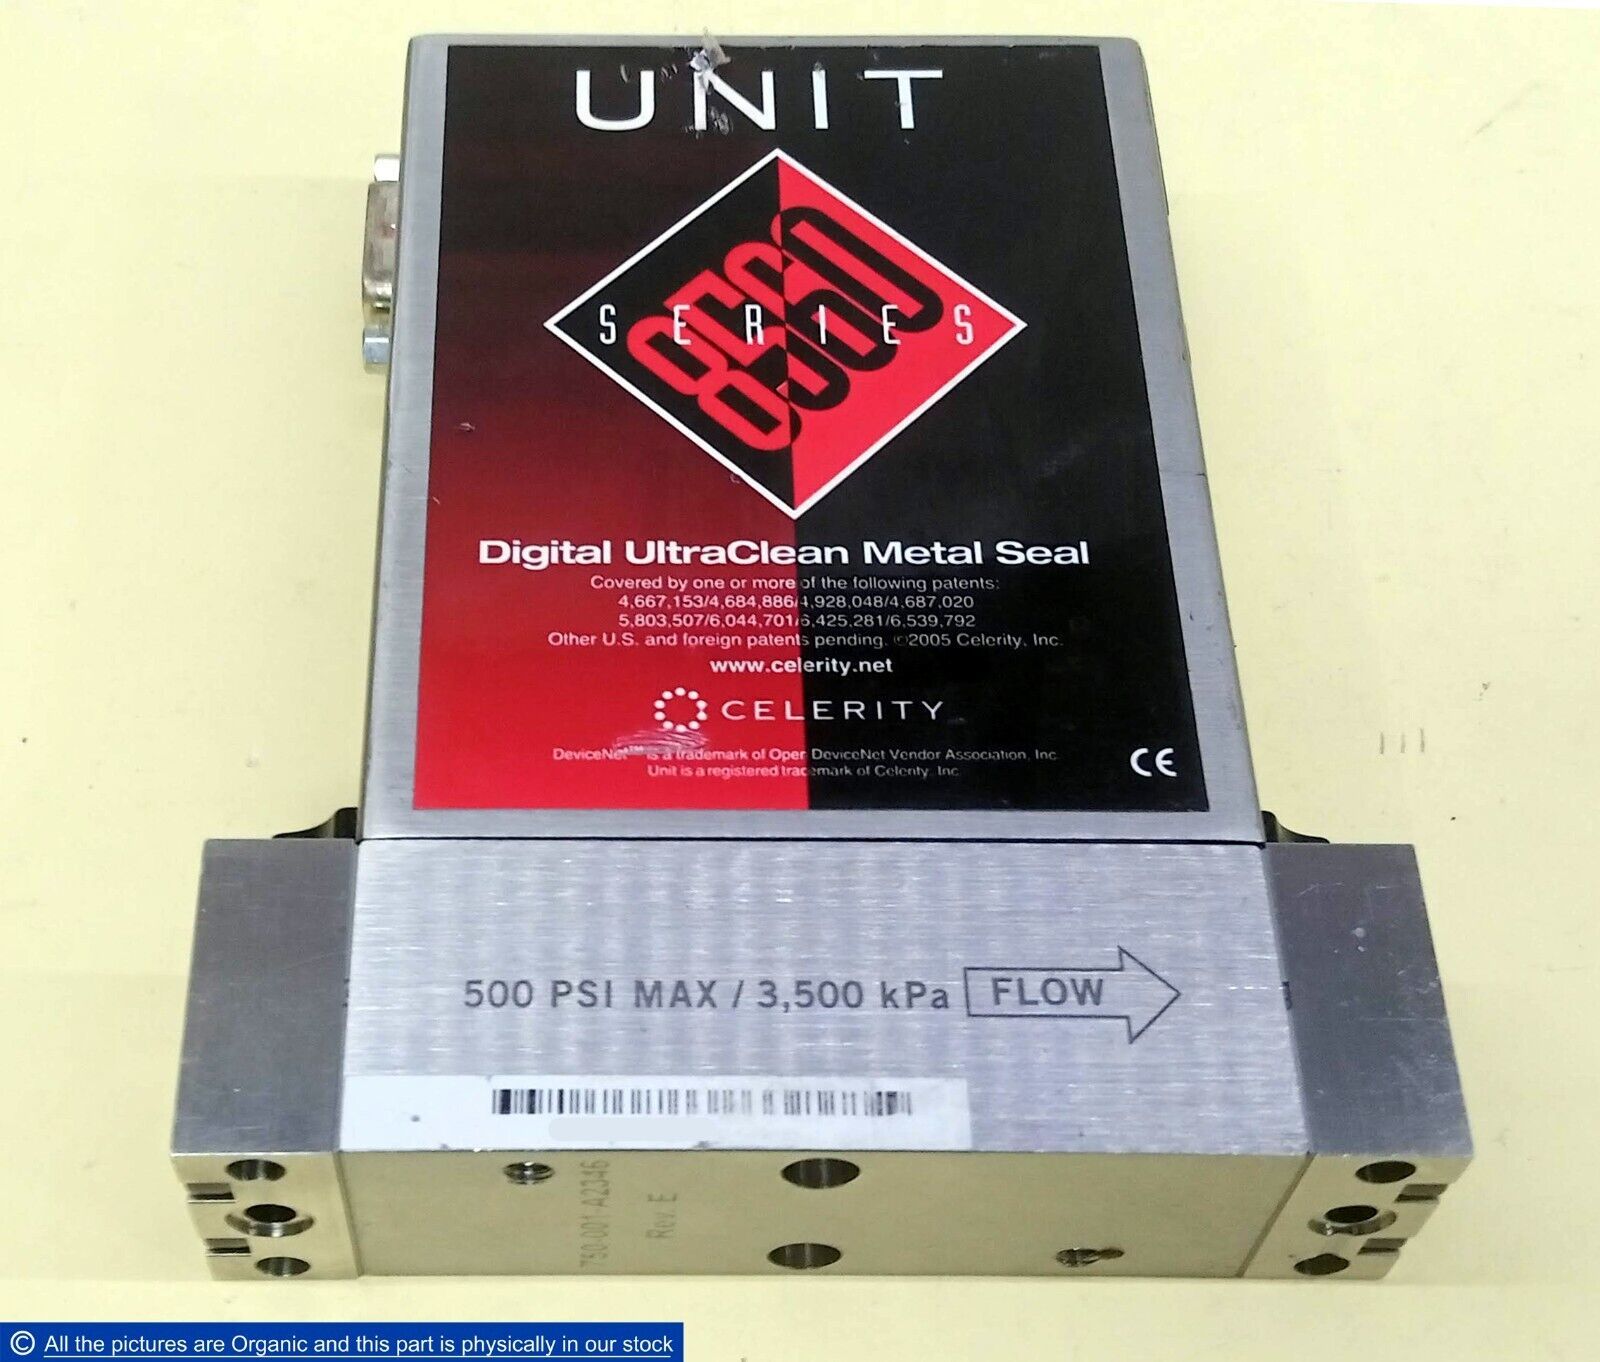 UNIT
8560
SERIES
Digital UltraClean Metal Seal
Covered by one or more of the following patents:
4,667,153/4,684,886/4,928,048/4,687,020
5,803,507/6,044,701/6,425,281/6,539,792
Other U.S. and foreign patents pending. ©2005 Celerity, Inc.
www.celerity.net
CELERITY
DeviceNet™ is a trademark of Open DeviceNet Vendor Association, Inc.
Unit is a registered trademark of Celerity, Inc.
CE
500 PSI MAX / 3,500 kPa FLOW
750-001 A2346
Rev. E
© All the pictures are Organic and this part is physically in our stock